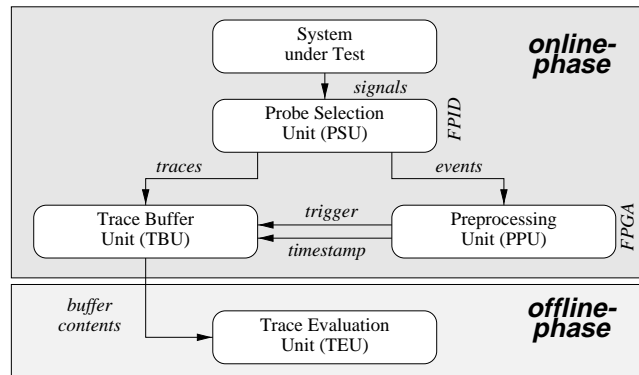 System
under Test
online-
phase
signals
Probe Selection
Unit (PSU)
FPID
traces
events
Trace Buffer
Unit (TBU)
trigger
timestamp
Preprocessing
Unit (PPU)
FPGA
buffer
contents
Trace Evaluation
Unit (TEU)
offline-
phase